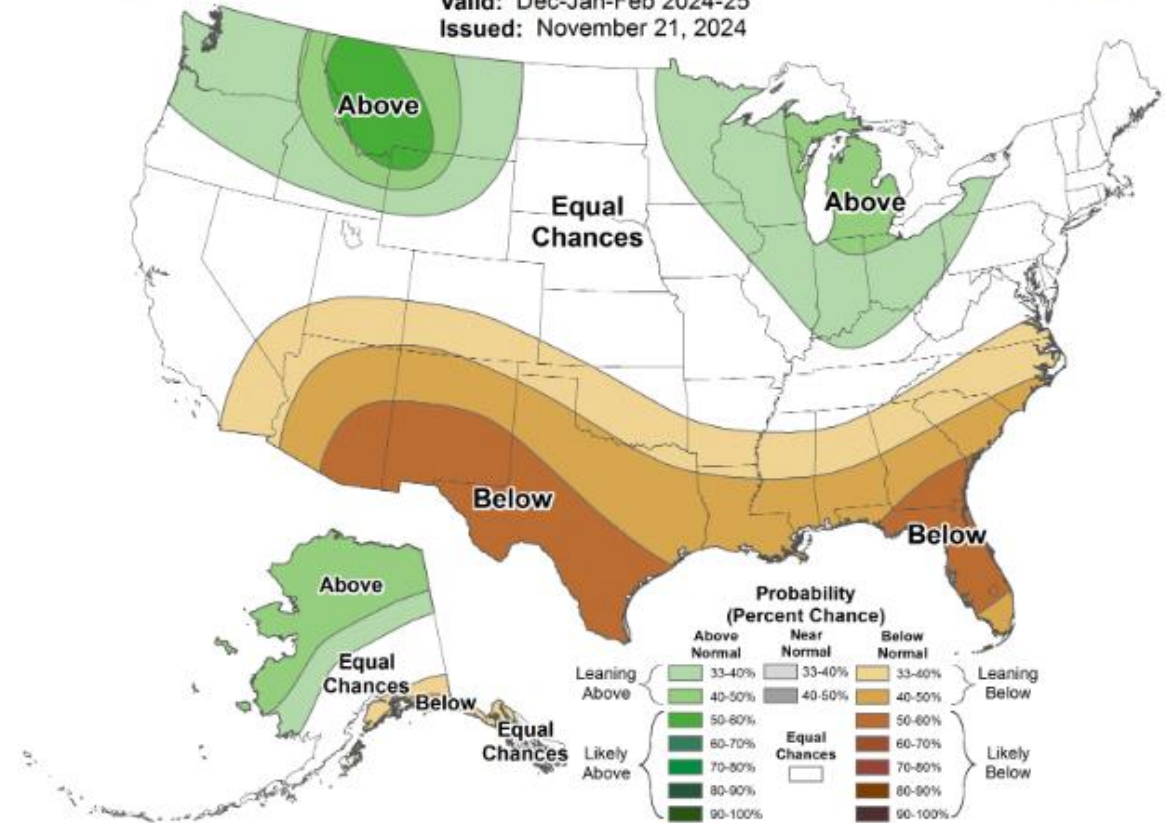 Valid: Dec-Jan-Feb 2024-25
Issued: November 21, 2024
Above
Equal
Chances
Above
Below
Below
Above
Equal
Chances
Below
Equal
Chances
Probability
(Percent Chance)
Above
Normal
Near
Normal
Below
Normal
Leaning
Above
33-40%
40-50%
33-40%
40-50%
33-40%
40-50%
Leaning
Below
Likely
Above
50-60%
60-70%
70-80%
80-90%
90-100%
Equal
Chances
50-60%
60-70%
70-80%
80-90%
90-100%
Likely
Below